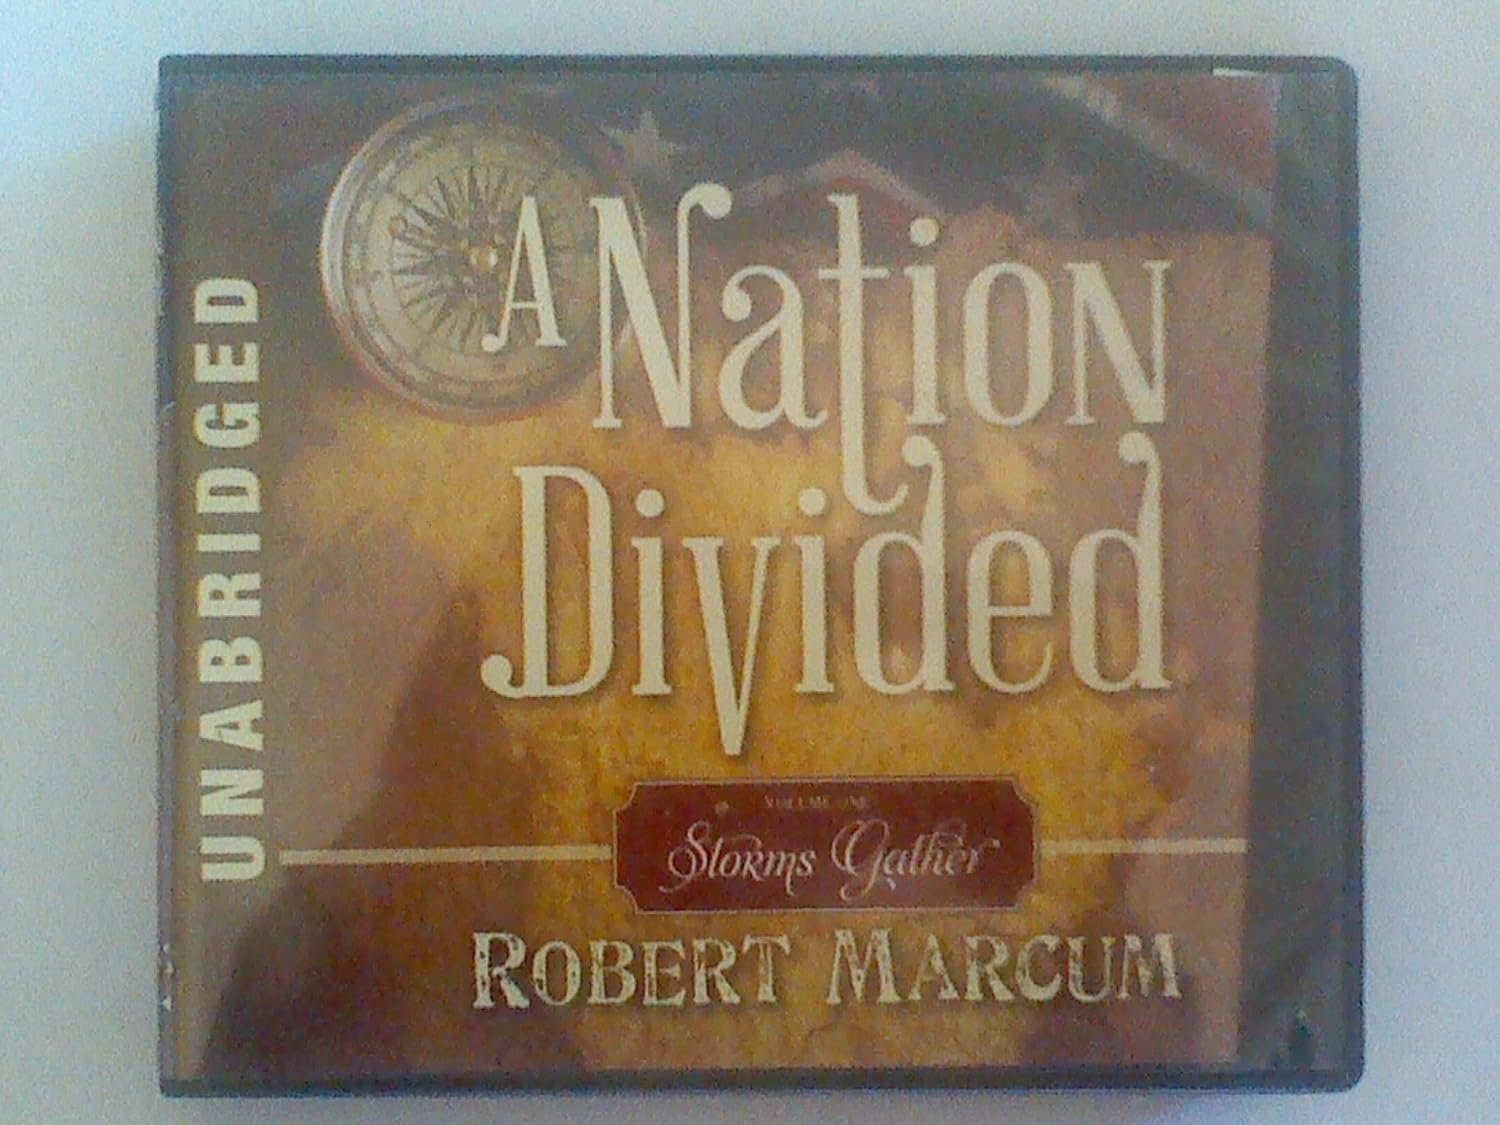 UNABRIDGED
A Nation
Divided
VOLUME ONE
Storms Gather
ROBERT MARCUM